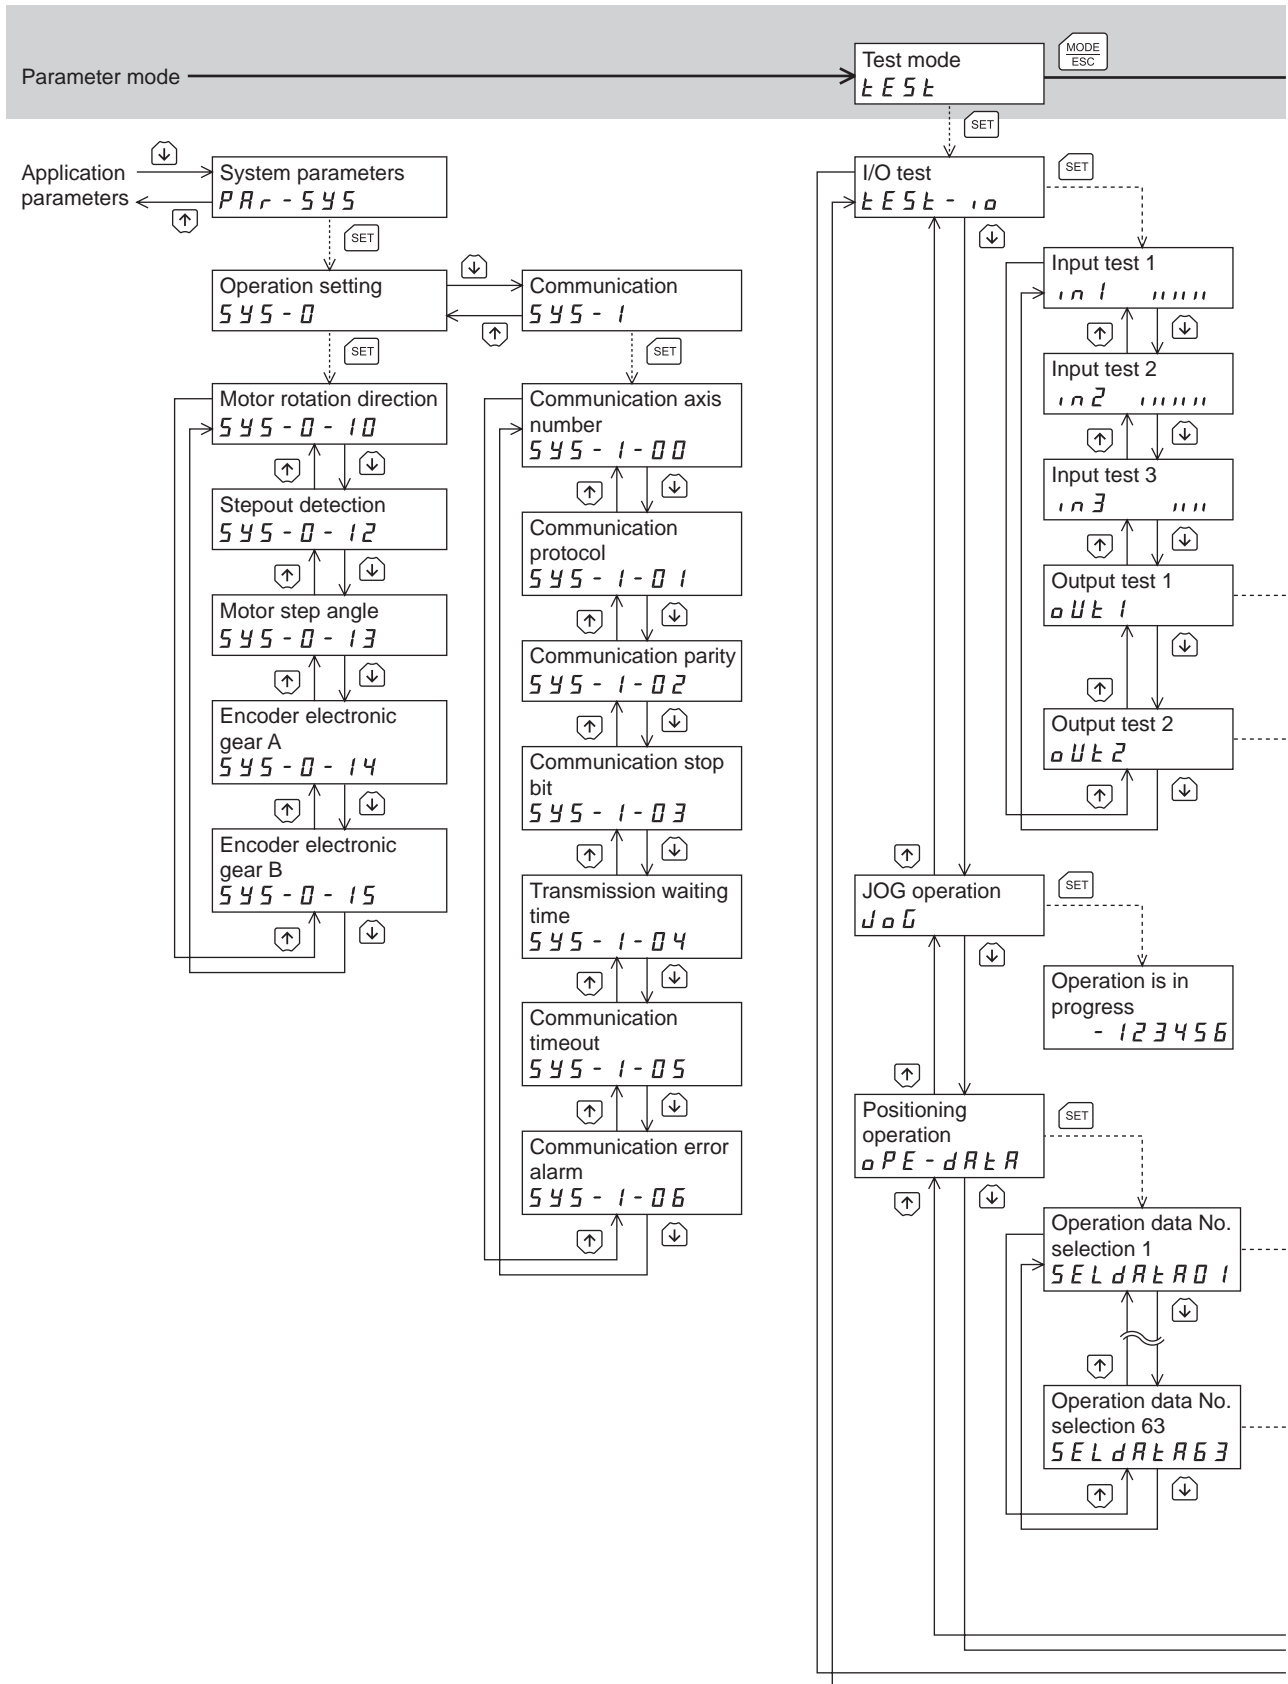 Parameter mode
Test mode
tESt
MODE
ESC
SET
Application
parameters
System parameters
PAr-SYS
SET
Operation setting
SYS-0
Communication
SYS-1
SET
SET
Motor rotation direction
SYS-0-10
Stepout detection
SYS-0-12
Motor step angle
SYS-0-13
Encoder electronic
gear A
SYS-0-14
Encoder electronic
gear B
SYS-0-15
Communication axis
number
SYS-1-00
Communication
protocol
SYS-1-01
Communication parity
SYS-1-02
Communication stop
bit
SYS-1-03
Transmission waiting
time
SYS-1-04
Communication
timeout
SYS-1-05
Communication error
alarm
SYS-1-06
I/O test
tESt-io
SET
Input test 1
in1
Input test 2
in2
Input test 3
in3
Output test 1
oUt1
Output test 2
oUt2
JOG operation
JoG
SET
Operation is in
progress
-123456
Positioning
operation
oPE-dAtA
SET
Operation data No.
selection 1
SELdAtA01
Operation data No.
selection 63
SELdAtA63